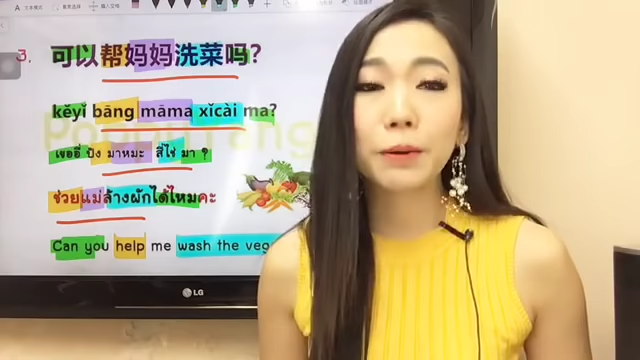 3. 可以帮妈妈洗菜吗?
kěyǐ bāng māma xǐcài ma?
เขออี่ ปัง มาหมะ สี่ไช่ มา ?
ช่วยแม่ล้างผักได้ไหมคะ
Can you help me wash the veg
LG